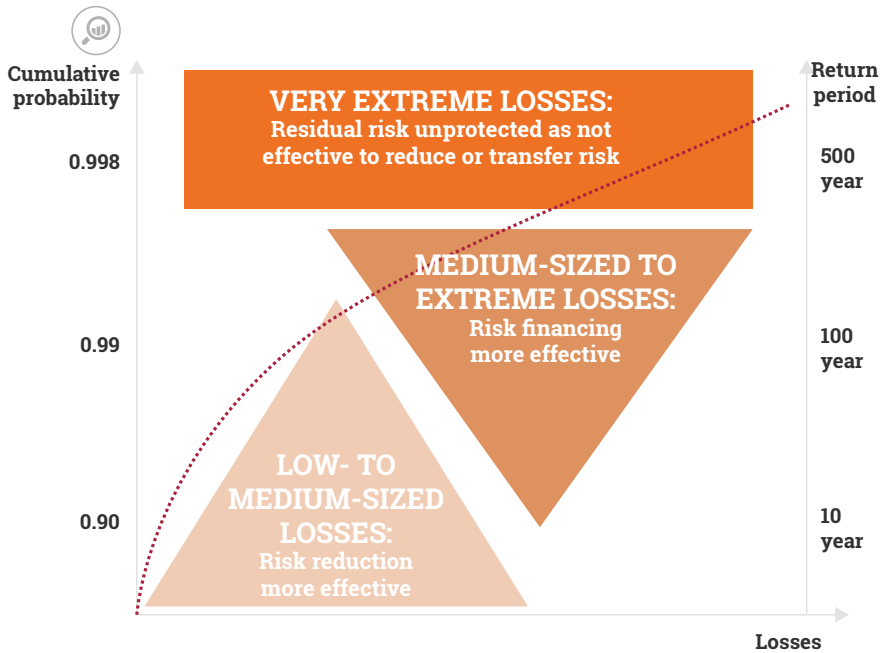 Cumulative
probability
Return
period
VERY EXTREME LOSSES:
Residual risk unprotected as not
effective to reduce or transfer risk
0.998
500
year
MEDIUM-SIZED TO
EXTREME LOSSES:
Risk financing
more effective
0.99
100
year
LOW- TO
MEDIUM-SIZED
LOSSES:
Risk reduction
more effective
0.90
10
year
Losses